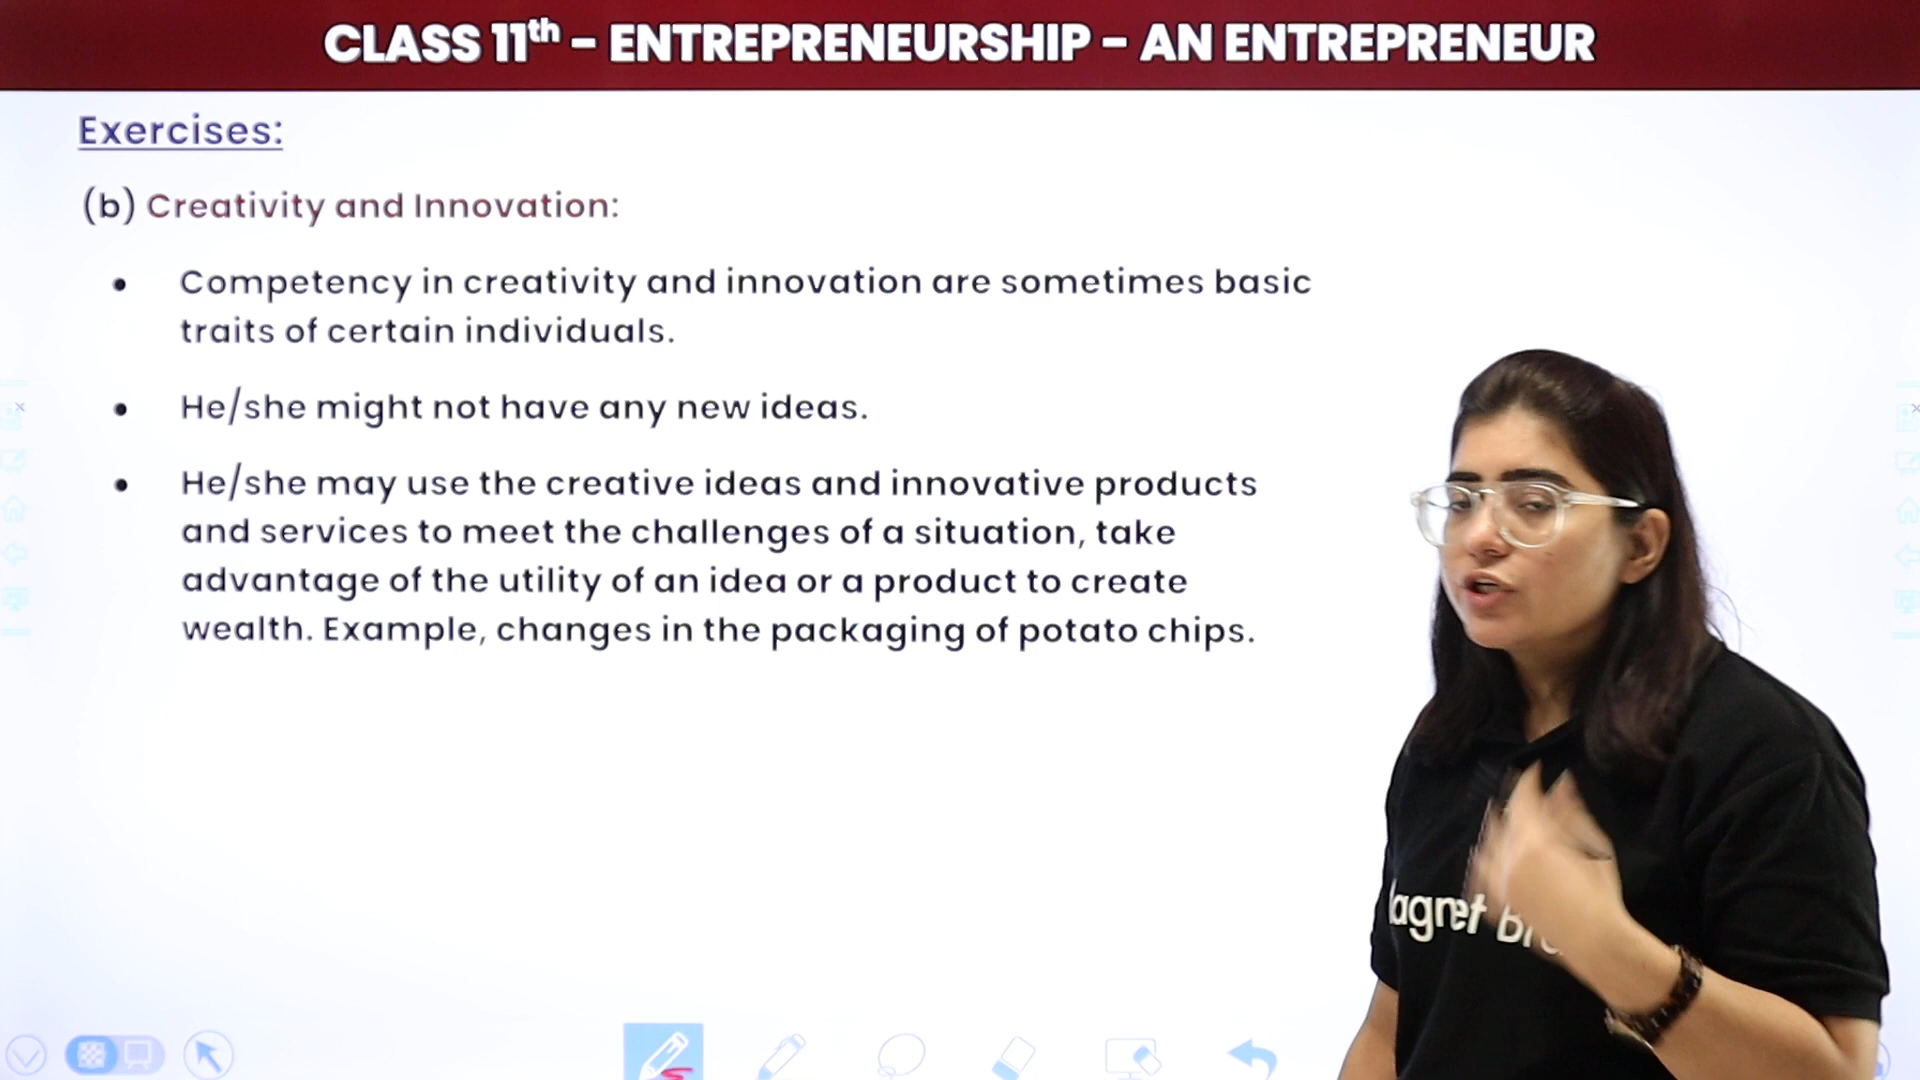 CLASS 11th – ENTREPRENEURSHIP – AN ENTREPRENEUR
Exercises:
(b) Creativity and Innovation:
• Competency in creativity and innovation are sometimes basic
traits of certain individuals.
• He/she might not have any new ideas.
• He/she may use the creative ideas and innovative products
and services to meet the challenges of a situation, take
advantage of the utility of an idea or a product to create
wealth. Example, changes in the packaging of potato chips.
agnet